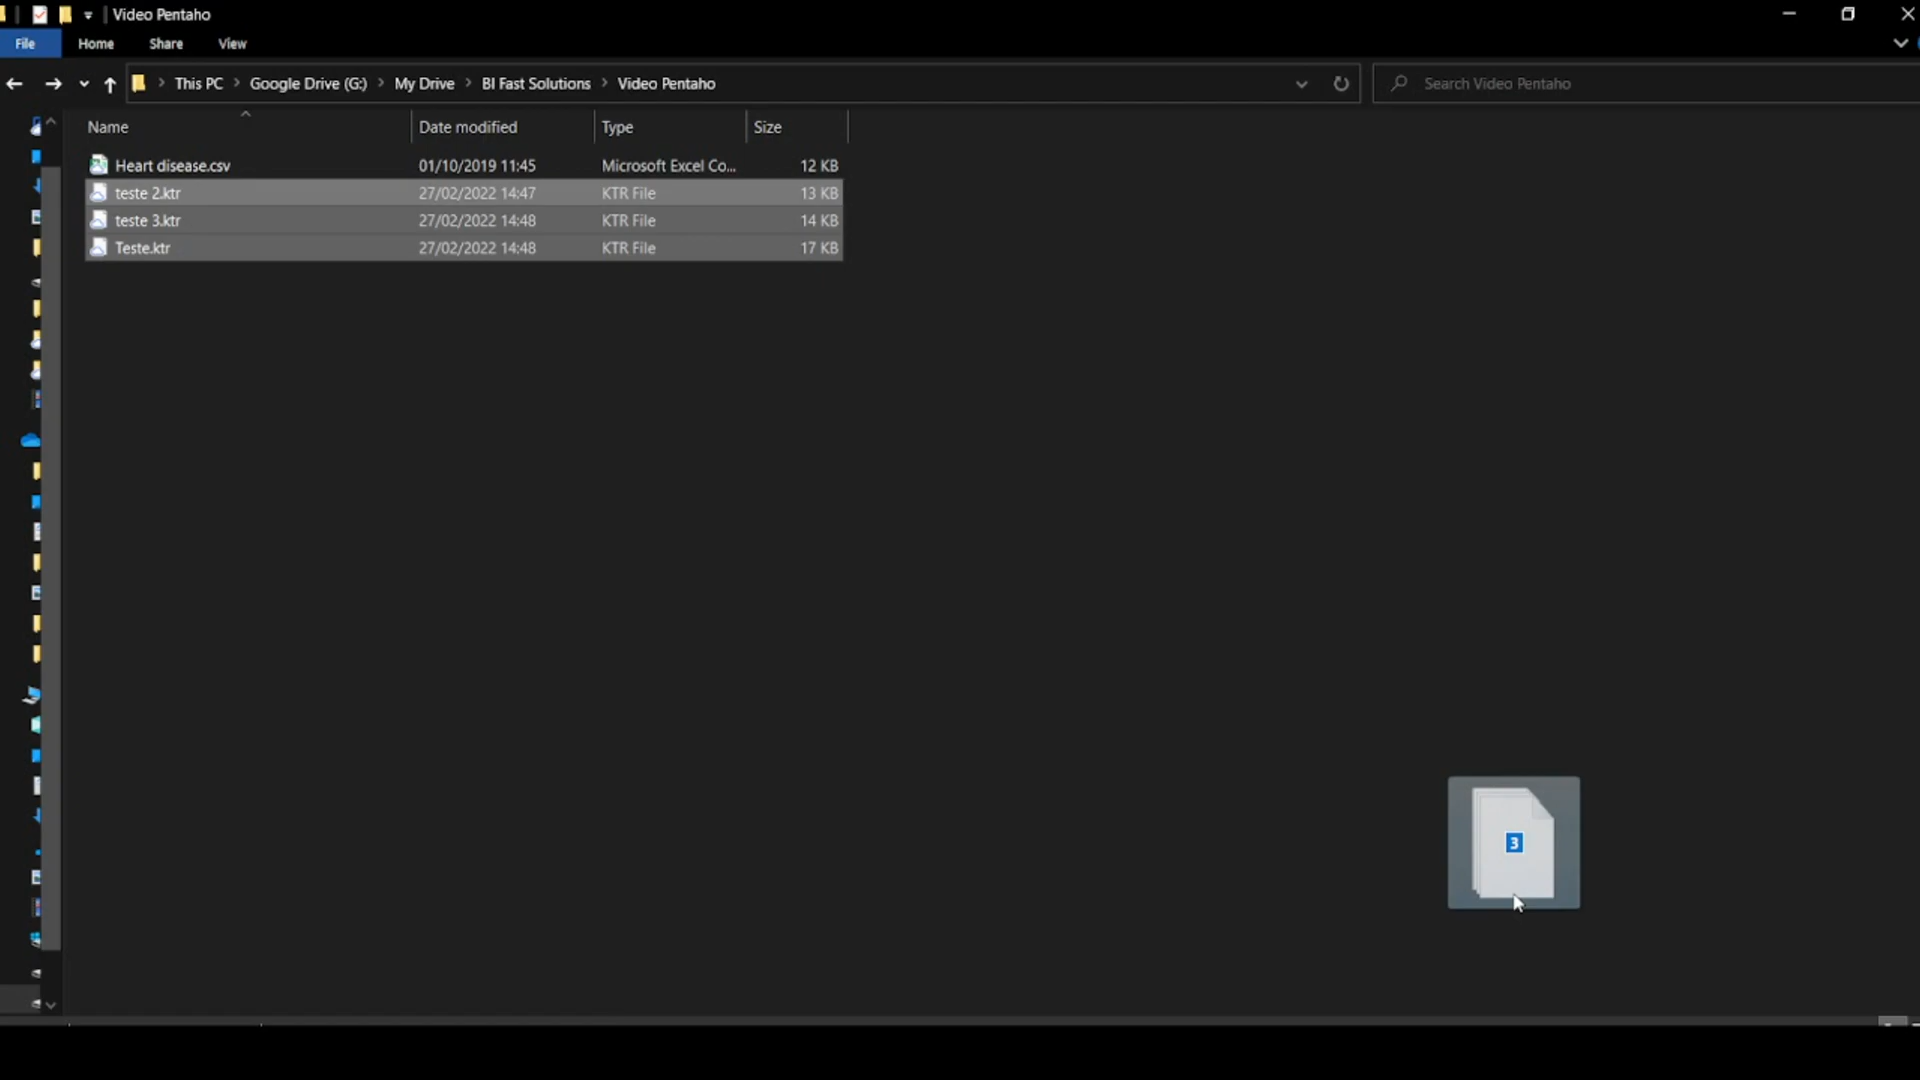 Video Pentaho
File Home Share View
This PC Google Drive (G:) My Drive BI Fast Solutions Video Pentaho Search Video Pentaho
Name Date modified Type Size
Heart disease.csv 01/10/2019 11:45 Microsoft Excel Co... 12 KB
teste 2.ktr 27/02/2022 14:47 KTR File 13 KB
teste 3.ktr 27/02/2022 14:48 KTR File 14 KB
Teste.ktr 27/02/2022 14:48 KTR File 17 KB
3